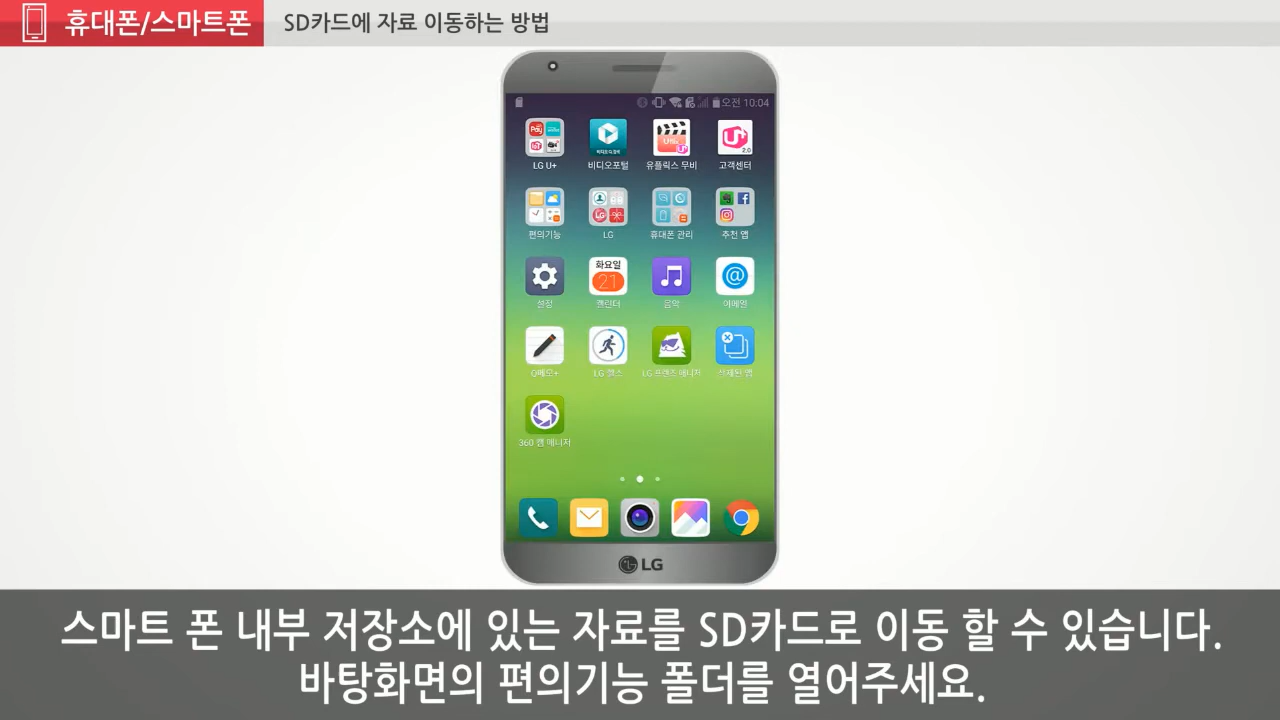 휴대폰/스마트폰
SD카드에 자료 이동하는 방법
오전 10:04
LG U+
비디오포털
유플릭스 무비
고객센터
2.0
편의기능
LG
휴대폰 관리
추천 앱
화요일
21
설정
캘린더
음악
이메일
Q메모+
LG 헬스
LG 프렌즈 매니저
삭제된 앱
360 캠 매니저
LG
스마트 폰 내부 저장소에 있는 자료를 SD카드로 이동 할 수 있습니다.
바탕화면의 편의기능 폴더를 열어주세요.